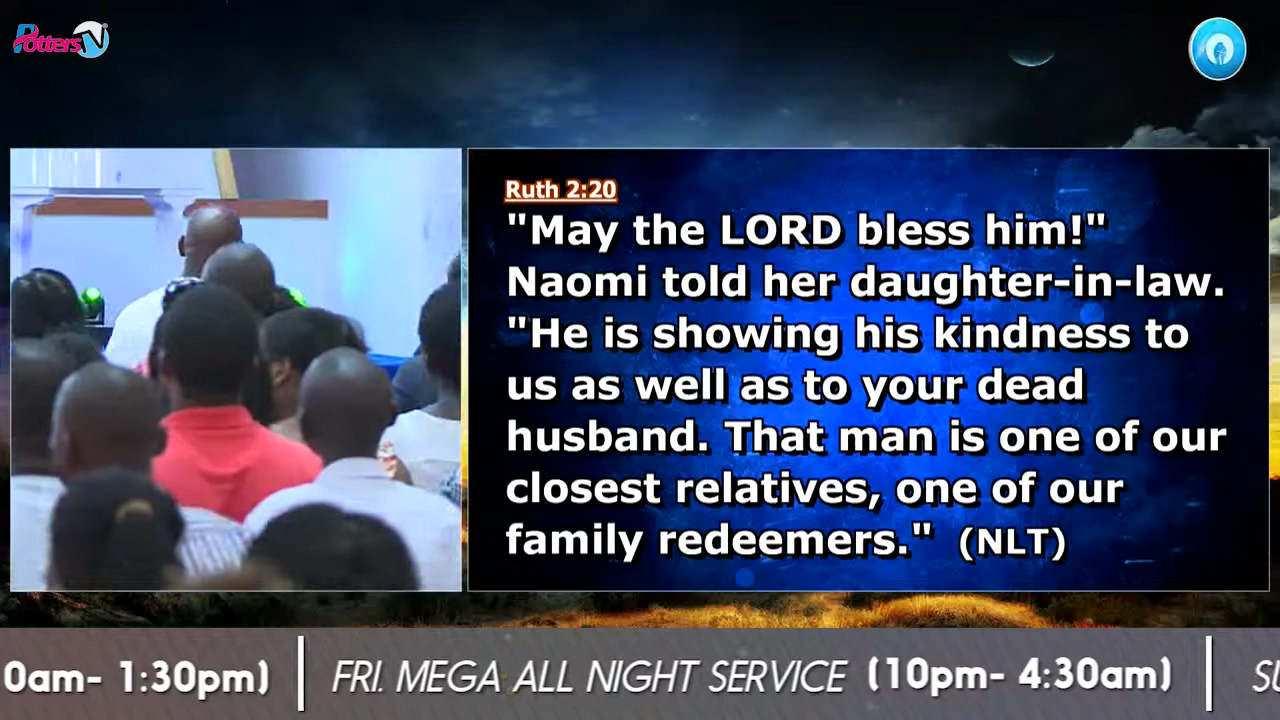 PottersTV
Ruth 2:20
"May the LORD bless him!"
Naomi told her daughter-in-law.
"He is showing his kindness to
us as well as to your dead
husband. That man is one of our
closest relatives, one of our
family redeemers." (NLT)
0am- 1:30pm) | FRI. MEGA ALL NIGHT SERVICE (10pm- 4:30am) | SU